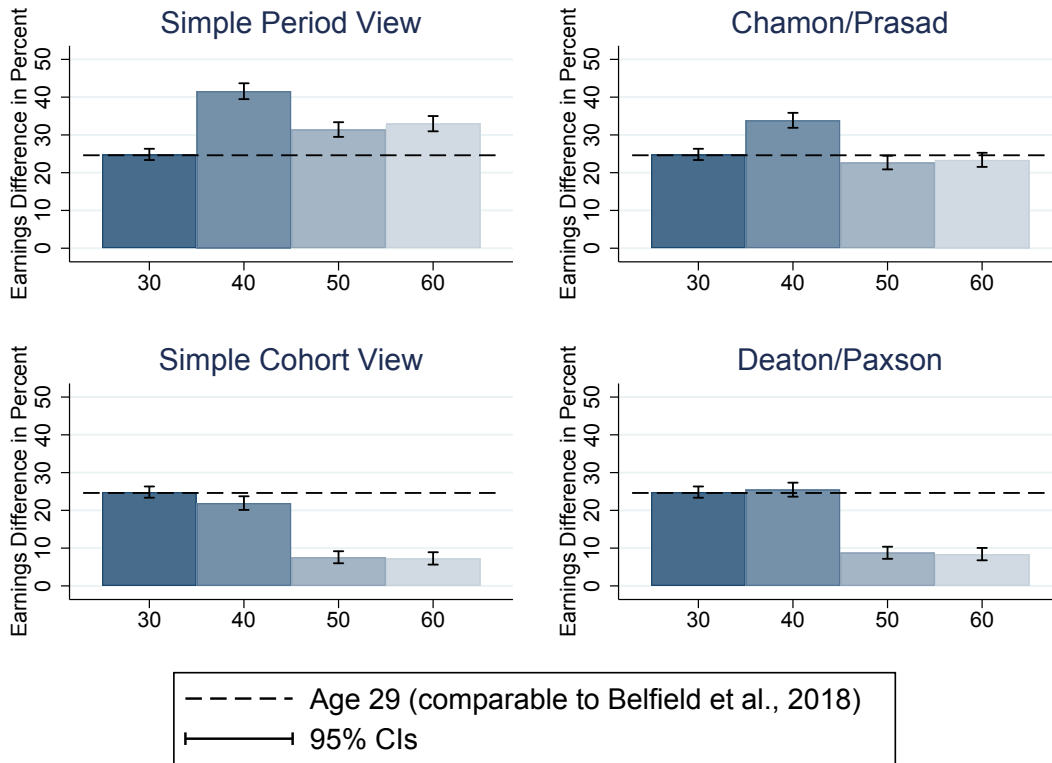 Simple Period View
Earnings Difference in Percent
50
40
30
20
10
0
30 40 50 60
Chamon/Prasad
Earnings Difference in Percent
50
40
30
20
10
0
30 40 50 60
Simple Cohort View
Earnings Difference in Percent
50
40
30
20
10
0
30 40 50 60
Deaton/Paxson
Earnings Difference in Percent
50
40
30
20
10
0
30 40 50 60
Age 29 (comparable to Belfield et al., 2018)
95% CIs